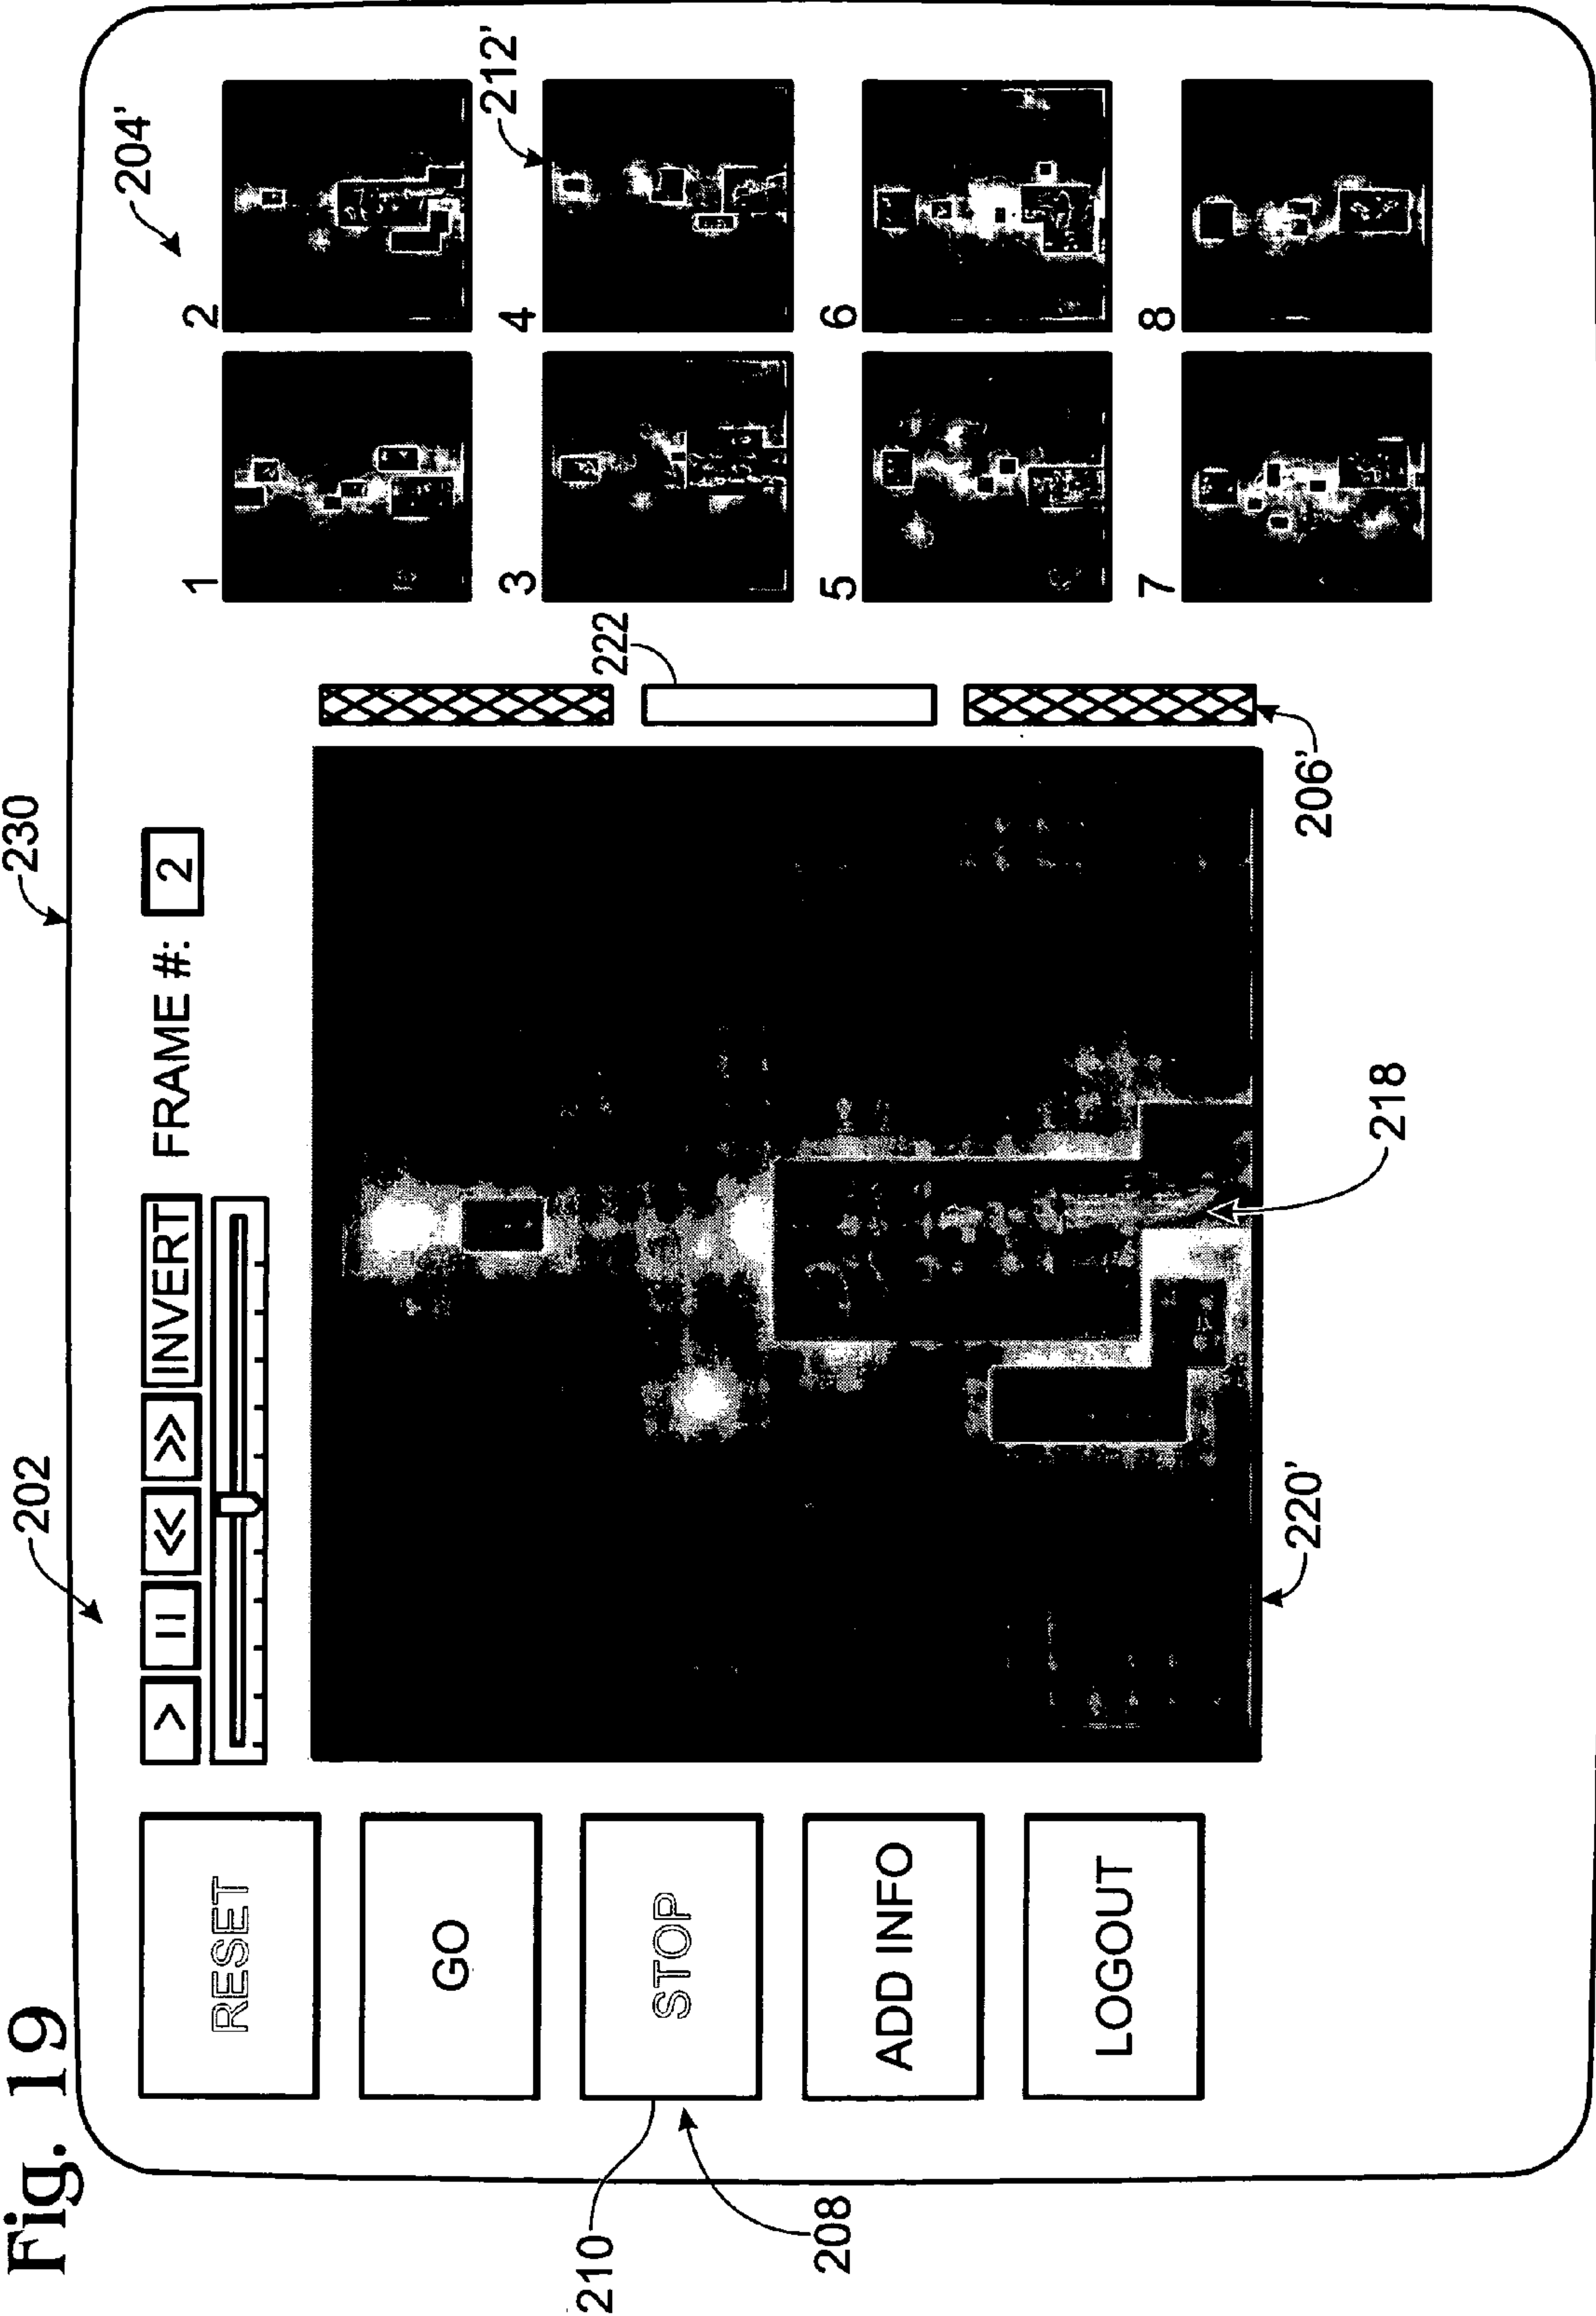 Fig. 19
230
202
204'
> || << >> INVERT FRAME #: 2
RESET
GO
STOP
ADD INFO
LOGOUT
210
208
222
206'
218
220'
212'
1 2
3 4
5 6
7 8